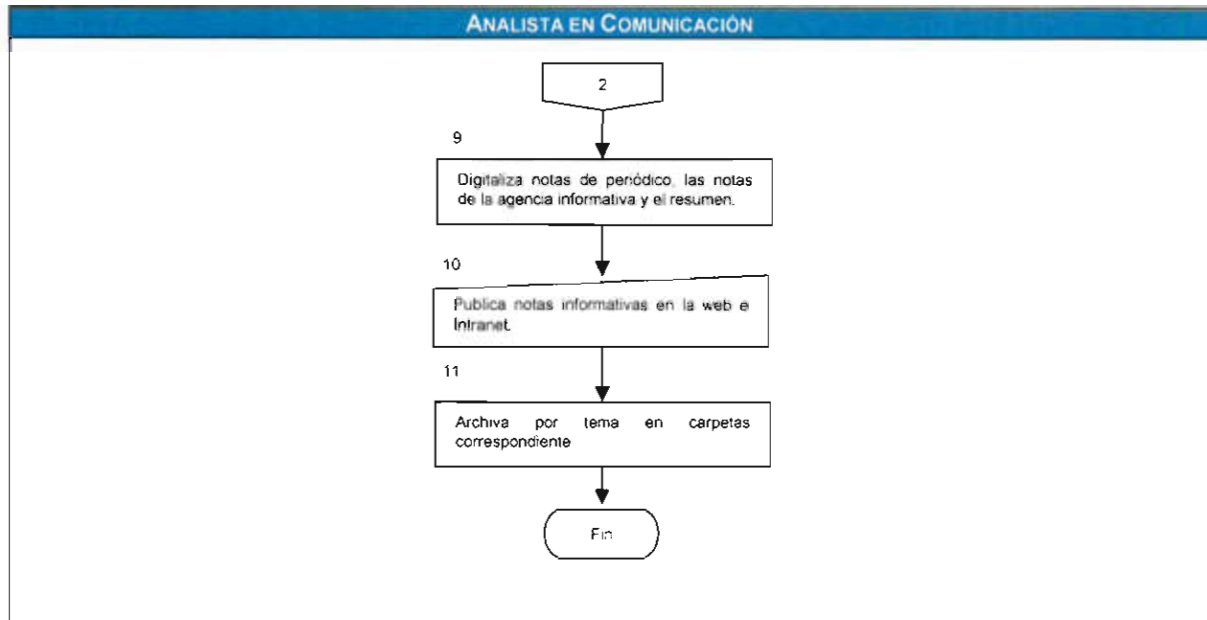 ANALISTA EN COMUNICACIÓN
2
9
Digitaliza notas de periódico, las notas
de la agencia informativa y el resumen.
10
Publica notas informativas en la web e
Intranet.
11
Archiva por tema en carpetas
correspondiente
Fin